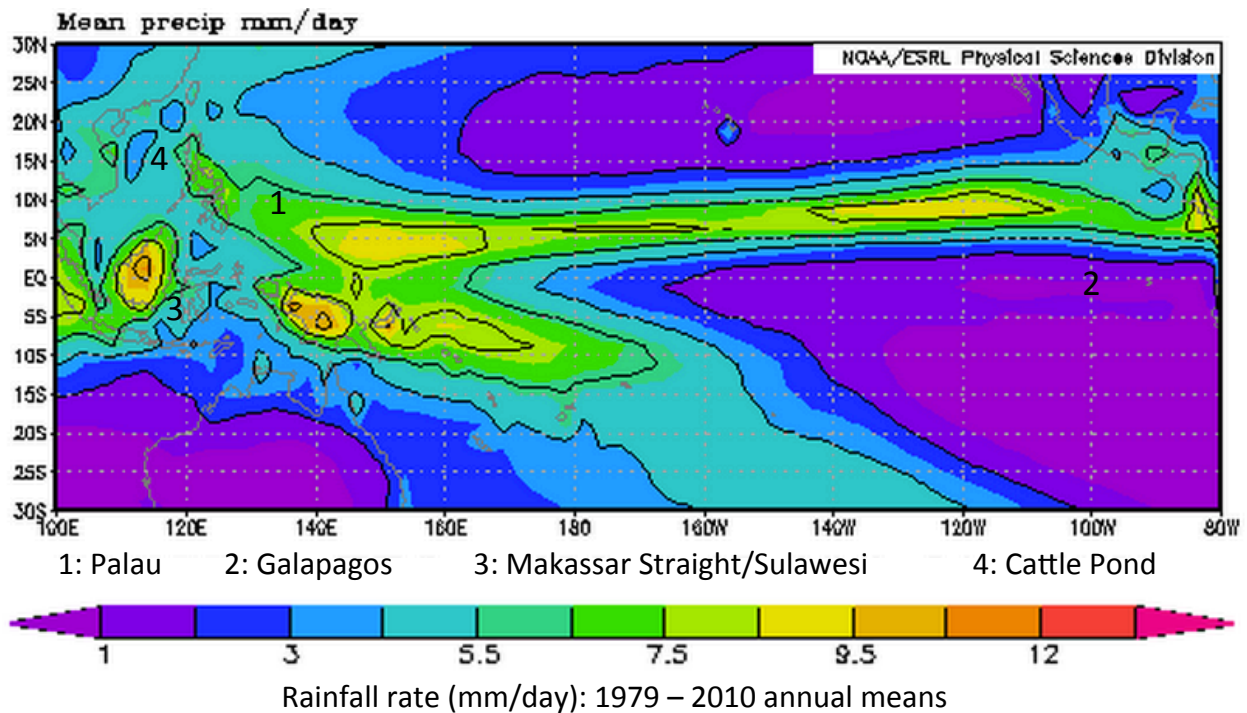 Mean precip mm/day
NOAA/ESRL Physical Sciences Division
30N
25N
20N
15N
10N
5N
EQ
5S
10S
15S
20S
25S
30S
4
1
3
2
100E 120E 140E 160E 180 160W 140W 120W 100W 80W
1: Palau 2: Galapagos 3: Makassar Straight/Sulawesi 4: Cattle Pond
1 3 5.5 7.5 9.5 12
Rainfall rate (mm/day): 1979 – 2010 annual means